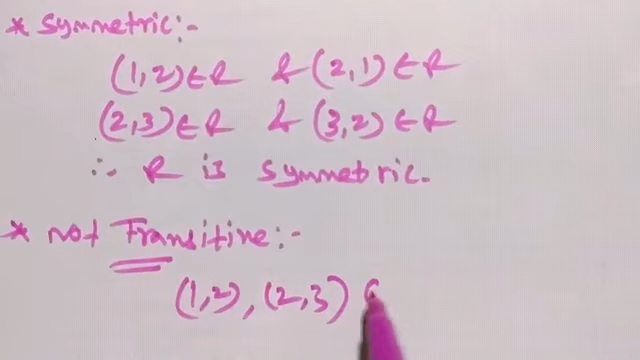 * Symmetric:-
(1,2)∈R & (2,1)∈R
(2,3)∈R & (3,2)∈R
∴ R is symmetric.
* not Transitive:-
(1,2), (2,3)